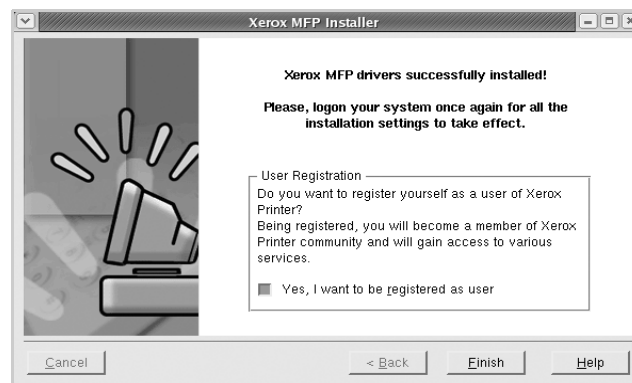 Xerox MFP Installer
Xerox MFP drivers successfully installed!
Please, logon your system once again for all the
installation settings to take effect.
User Registration
Do you want to register yourself as a user of Xerox
Printer?
Being registered, you will become a member of Xerox
Printer community and will gain access to various
services.
Yes, I want to be registered as user
Cancel
< Back
Finish
Help